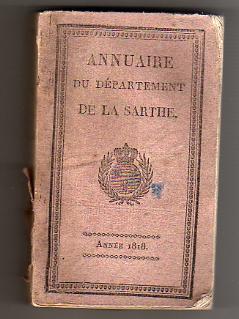 ANNUAIRE
DU DÉPARTEMENT
DE LA SARTHE.
ANNÉE 1818.